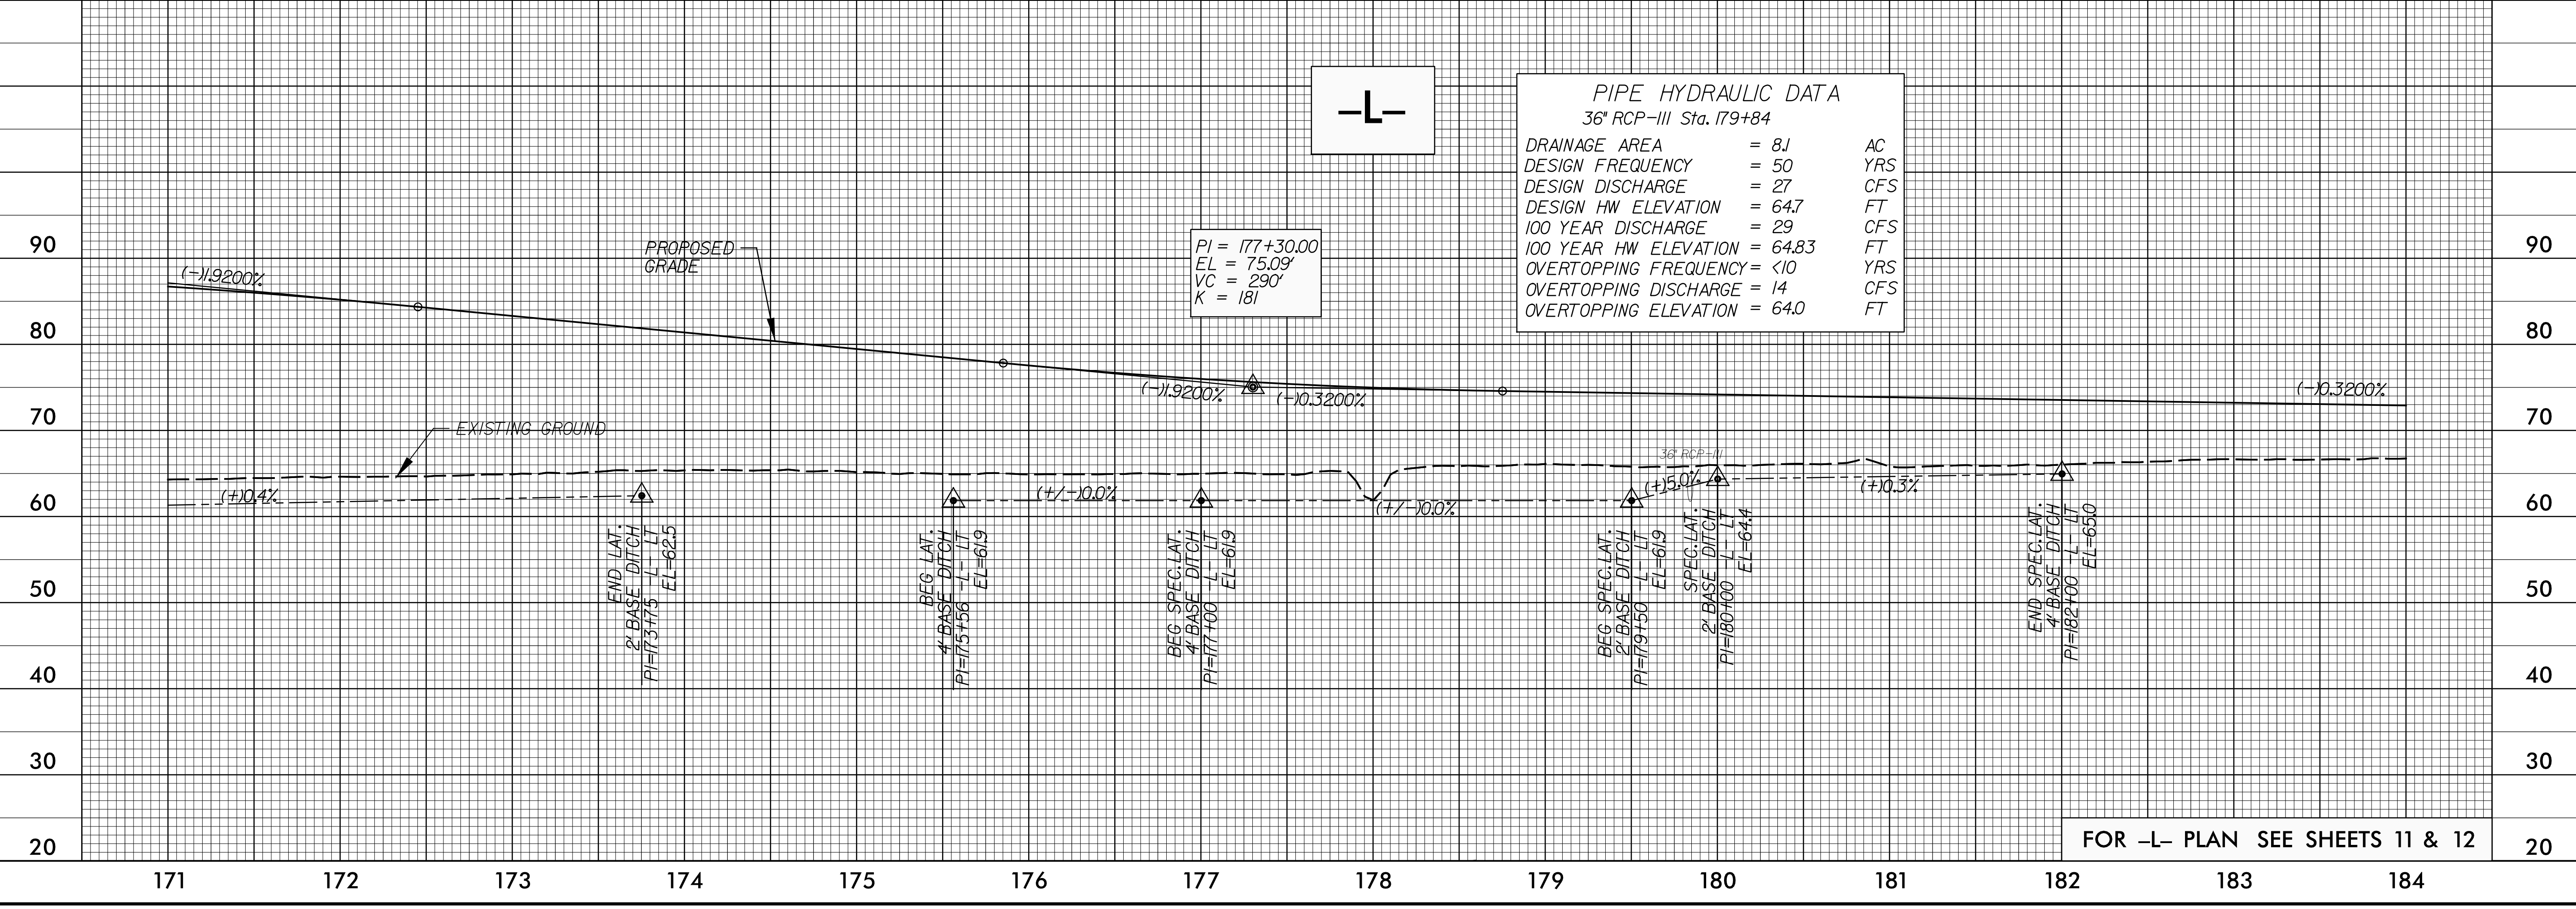 –L–
PIPE HYDRAULIC DATA
36" RCP-III Sta. 179+84
DRAINAGE AREA = 8.1 AC
DESIGN FREQUENCY = 50 YRS
DESIGN DISCHARGE = 27 CFS
DESIGN HW ELEVATION = 64.7 FT
100 YEAR DISCHARGE = 29 CFS
100 YEAR HW ELEVATION = 64.83 FT
OVERTOPPING FREQUENCY = <10 YRS
OVERTOPPING DISCHARGE = 14 CFS
OVERTOPPING ELEVATION = 64.0 FT
PI = 177+30.00
EL = 75.09'
VC = 290'
K = 181
PROPOSED
GRADE
(-)1.9200%
(-)1.9200%
(-)0.3200%
(-)0.3200%
EXISTING GROUND
36" RCP-III
(+)0.4%
(+/-)0.0%
(+/-)0.0%
(+)5.0%
(+)0.3%
END LAT.
2' BASE DITCH
PI=173+75 -L- LT
EL=62.5
BEG LAT.
4' BASE DITCH
PI=175+56 -L- LT
EL=61.9
BEG SPEC.LAT.
4' BASE DITCH
PI=177+00 -L- LT
EL=61.9
BEG SPEC.LAT.
2' BASE DITCH
PI=179+50 -L- LT
EL=61.9
SPEC.LAT.
2' BASE DITCH
PI=180+00 -L- LT
EL=64.4
END SPEC.LAT.
4' BASE DITCH
PI=182+00 -L- LT
EL=65.0
90 90
80 80
70 70
60 60
50 50
40 40
30 30
20 20
FOR –L– PLAN SEE SHEETS 11 & 12
171 172 173 174 175 176 177 178 179 180 181 182 183 184